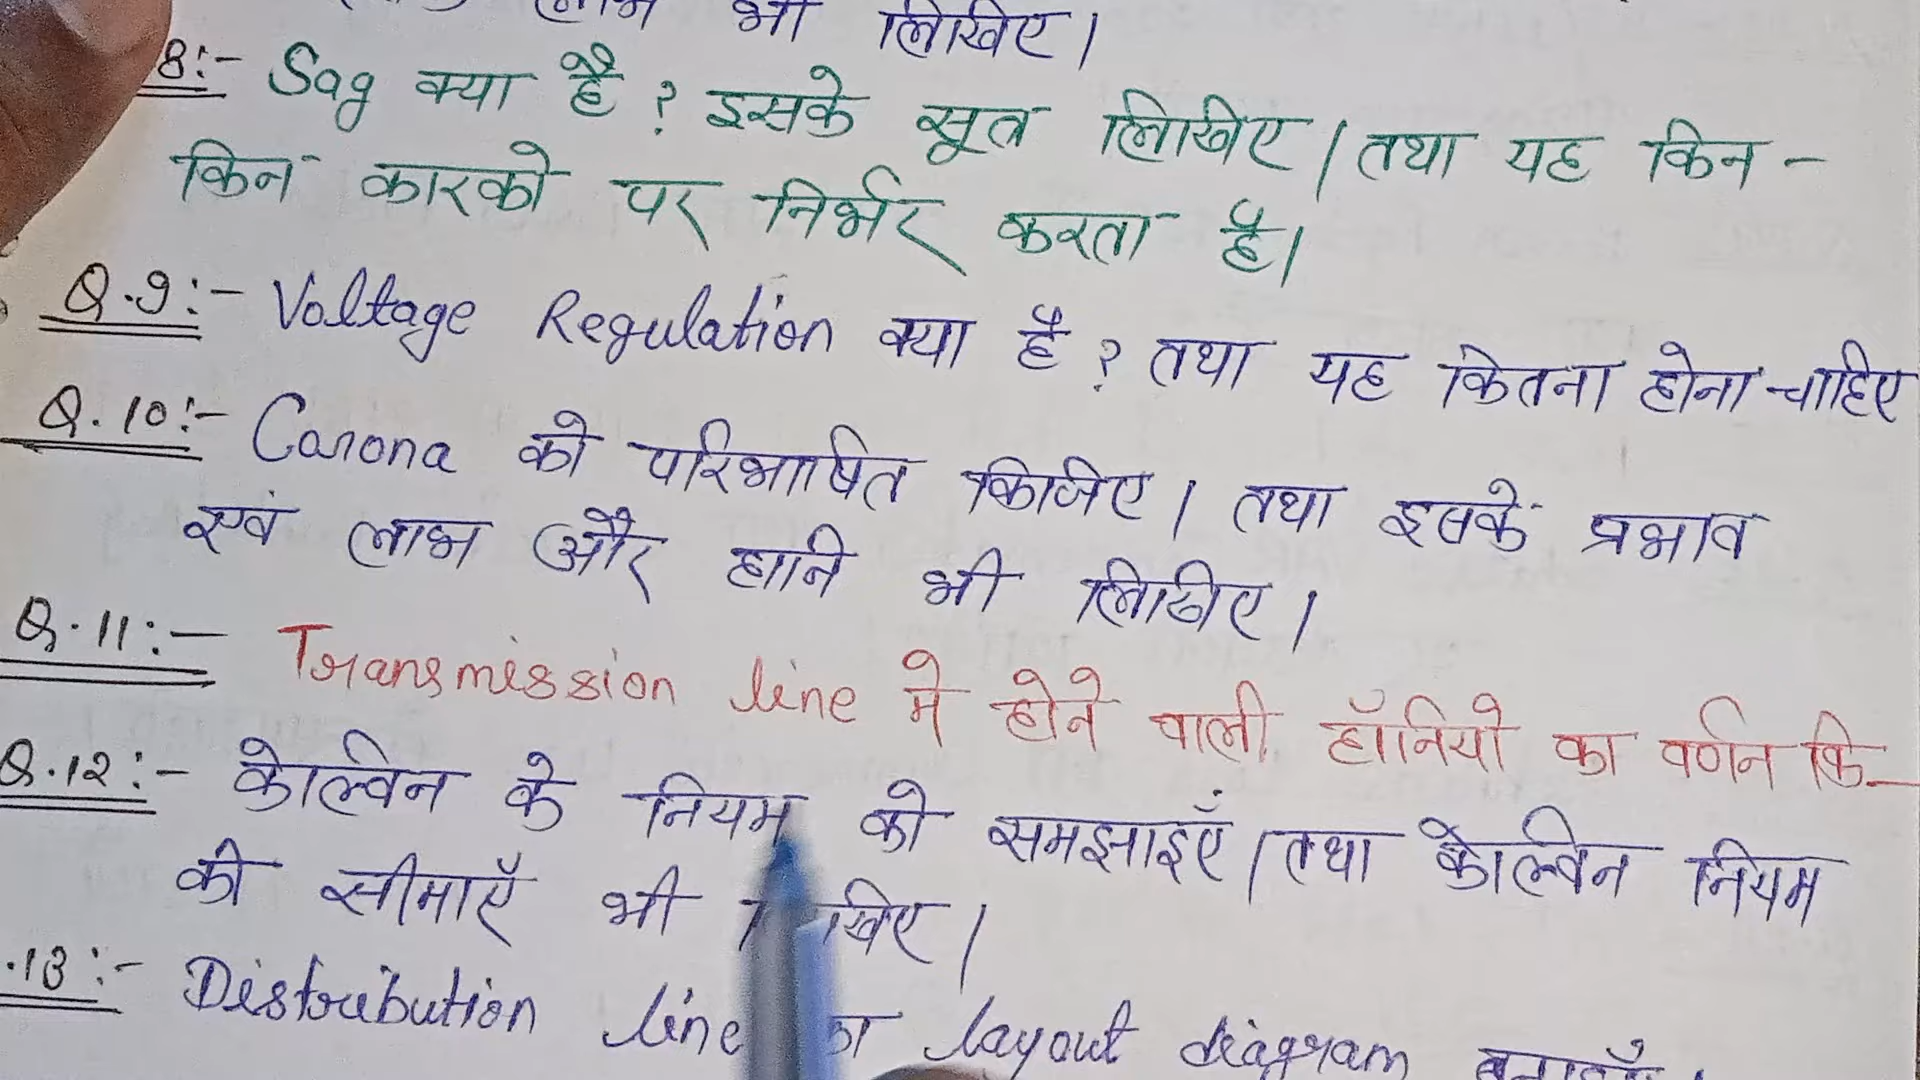 लाभ भी लिखिए।
8:- Sag क्या है? इसके सूत्र लिखिए। तथा यह किन-
किन कारको पर निर्भर करता है।
Q.9:- Voltage Regulation क्या है? तथा यह कितना होना चाहिए
Q.10:- Carona को परिभाषित किजिए। तथा इसके प्रभाव
एवं लाभ और हानि भी लिखिए।
Q.11:- Transmission line मे होने वाली हॉनियो का वर्णन कि-
Q.12:- केल्विन के नियम को समझाइएँ। तथा केल्विन नियम
की सीमाएँ भी खिए।
.13:- Distribution line का layout diagram बनाएँ।